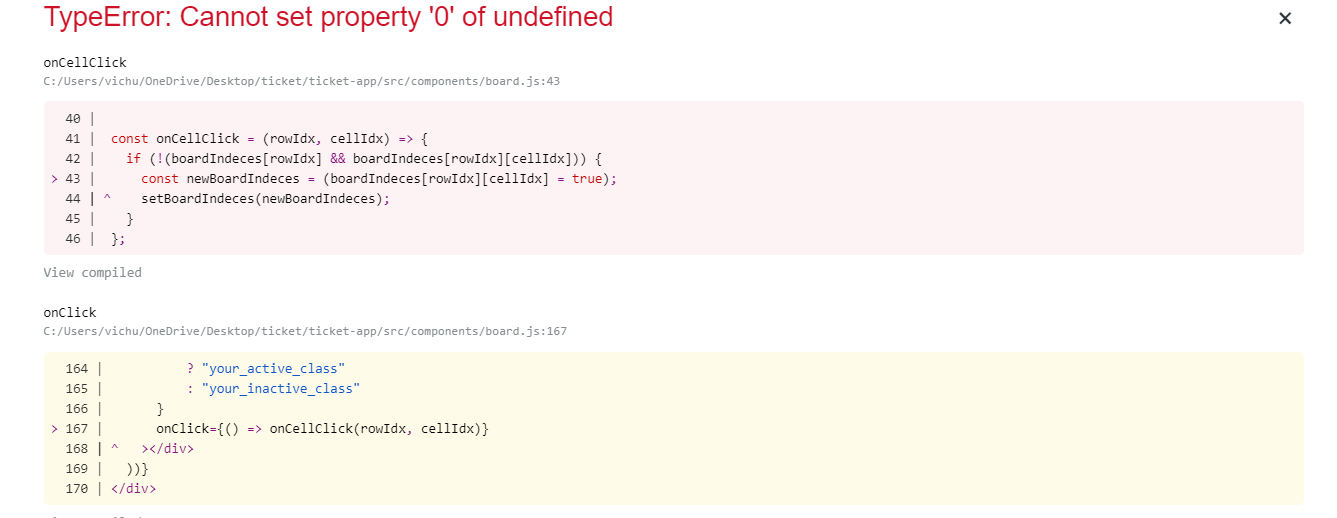 TypeError: Cannot set property '0' of undefined
×
onCellClick
C:/Users/vichu/OneDrive/Desktop/ticket/ticket-app/src/components/board.js:43
40 |
41 | const onCellClick = (rowIdx, cellIdx) => {
42 |   if (!(boardIndeces[rowIdx] && boardIndeces[rowIdx][cellIdx])) {
> 43 |     const newBoardIndeces = (boardIndeces[rowIdx][cellIdx] = true);
44 | ^   setBoardIndeces(newBoardIndeces);
45 |   }
46 | };
View compiled
onClick
C:/Users/vichu/OneDrive/Desktop/ticket/ticket-app/src/components/board.js:167
164 |         ? "your_active_class"
165 |         : "your_inactive_class"
166 |     }
> 167 |     onClick={() => onCellClick(rowIdx, cellIdx)}
168 | ^  ></div>
169 |  ))}
170 | </div>